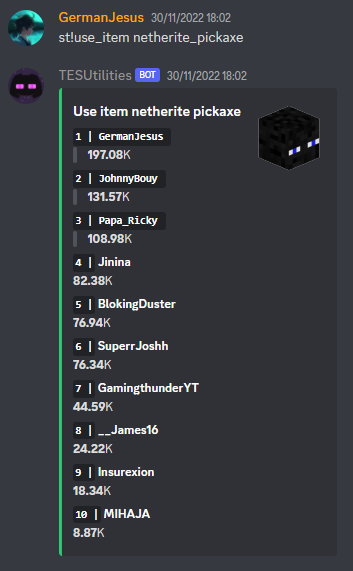 GermanJesus 30/11/2022 18:02
st!use_item netherite_pickaxe
TESUtilities BOT 30/11/2022 18:02
Use item netherite pickaxe
1 | GermanJesus
197.08K
2 | JohnnyBouy
131.57K
3 | Papa_Ricky
108.98K
4 | Jinina
82.38K
5 | BlokingDuster
76.94K
6 | SuperrJoshh
76.34K
7 | GamingthunderYT
44.59K
8 | __James16
24.22K
9 | Insurexion
18.34K
10 | MIHAJA
8.87K